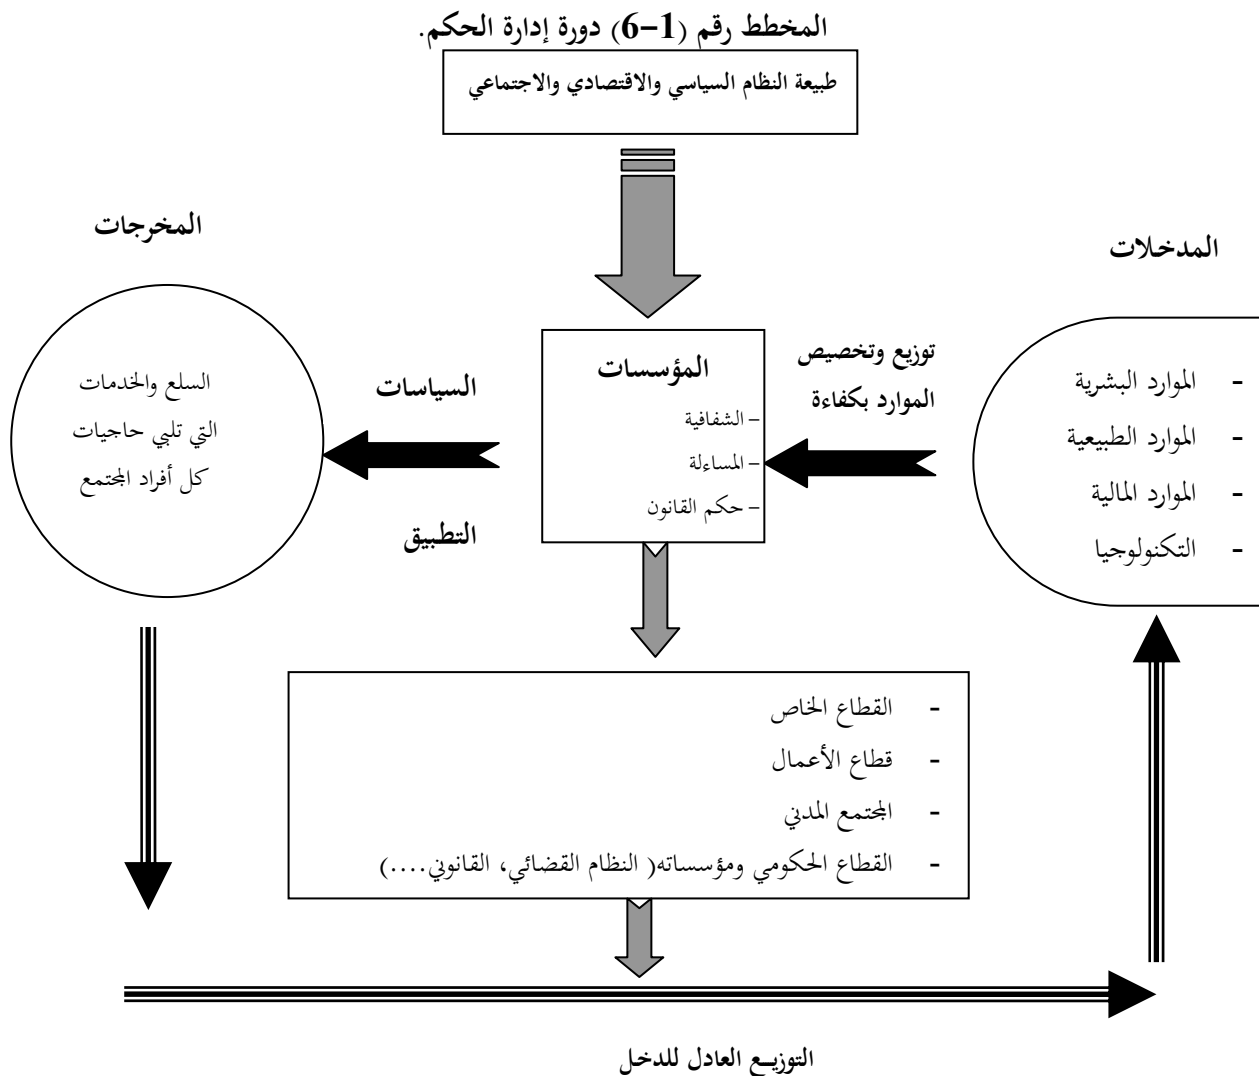 المخطط رقم (1-6) دورة إدارة الحكم.
طبيعة النظام السياسي والاقتصادي والاجتماعي
المدخلات
- الموارد البشرية
- الموارد الطبيعية
- الموارد المالية
- التكنولوجيا
توزيع وتخصيص
الموارد بكفاءة
المؤسسات
- الشفافية
- المساءلة
- حكم القانون
السياسات
التطبيق
المخرجات
السلع والخدمات
التي تلبي حاجيات
كل أفراد المجتمع
- القطاع الخاص
- قطاع الأعمال
- المجتمع المدني
- القطاع الحكومي ومؤسساته( النظام القضائي، القانوني....)
التوزيع العادل للدخل